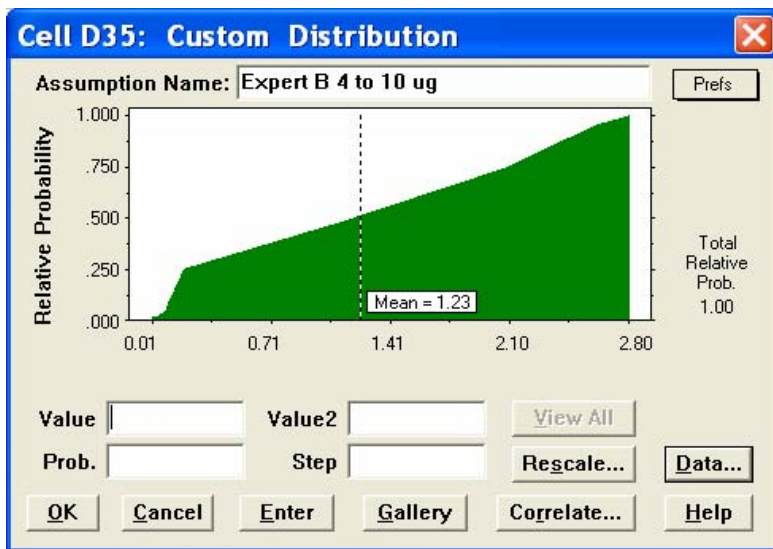 Cell D35: Custom Distribution
Assumption Name: Expert B 4 to 10 ug
Prefs
Relative Probability
1.000
.750
.500
.250
.000
Mean = 1.23
0.01 0.71 1.41 2.10 2.80
Total
Relative
Prob.
1.00
Value Value2 View All
Prob. Step Rescale... Data...
OK Cancel Enter Gallery Correlate... Help